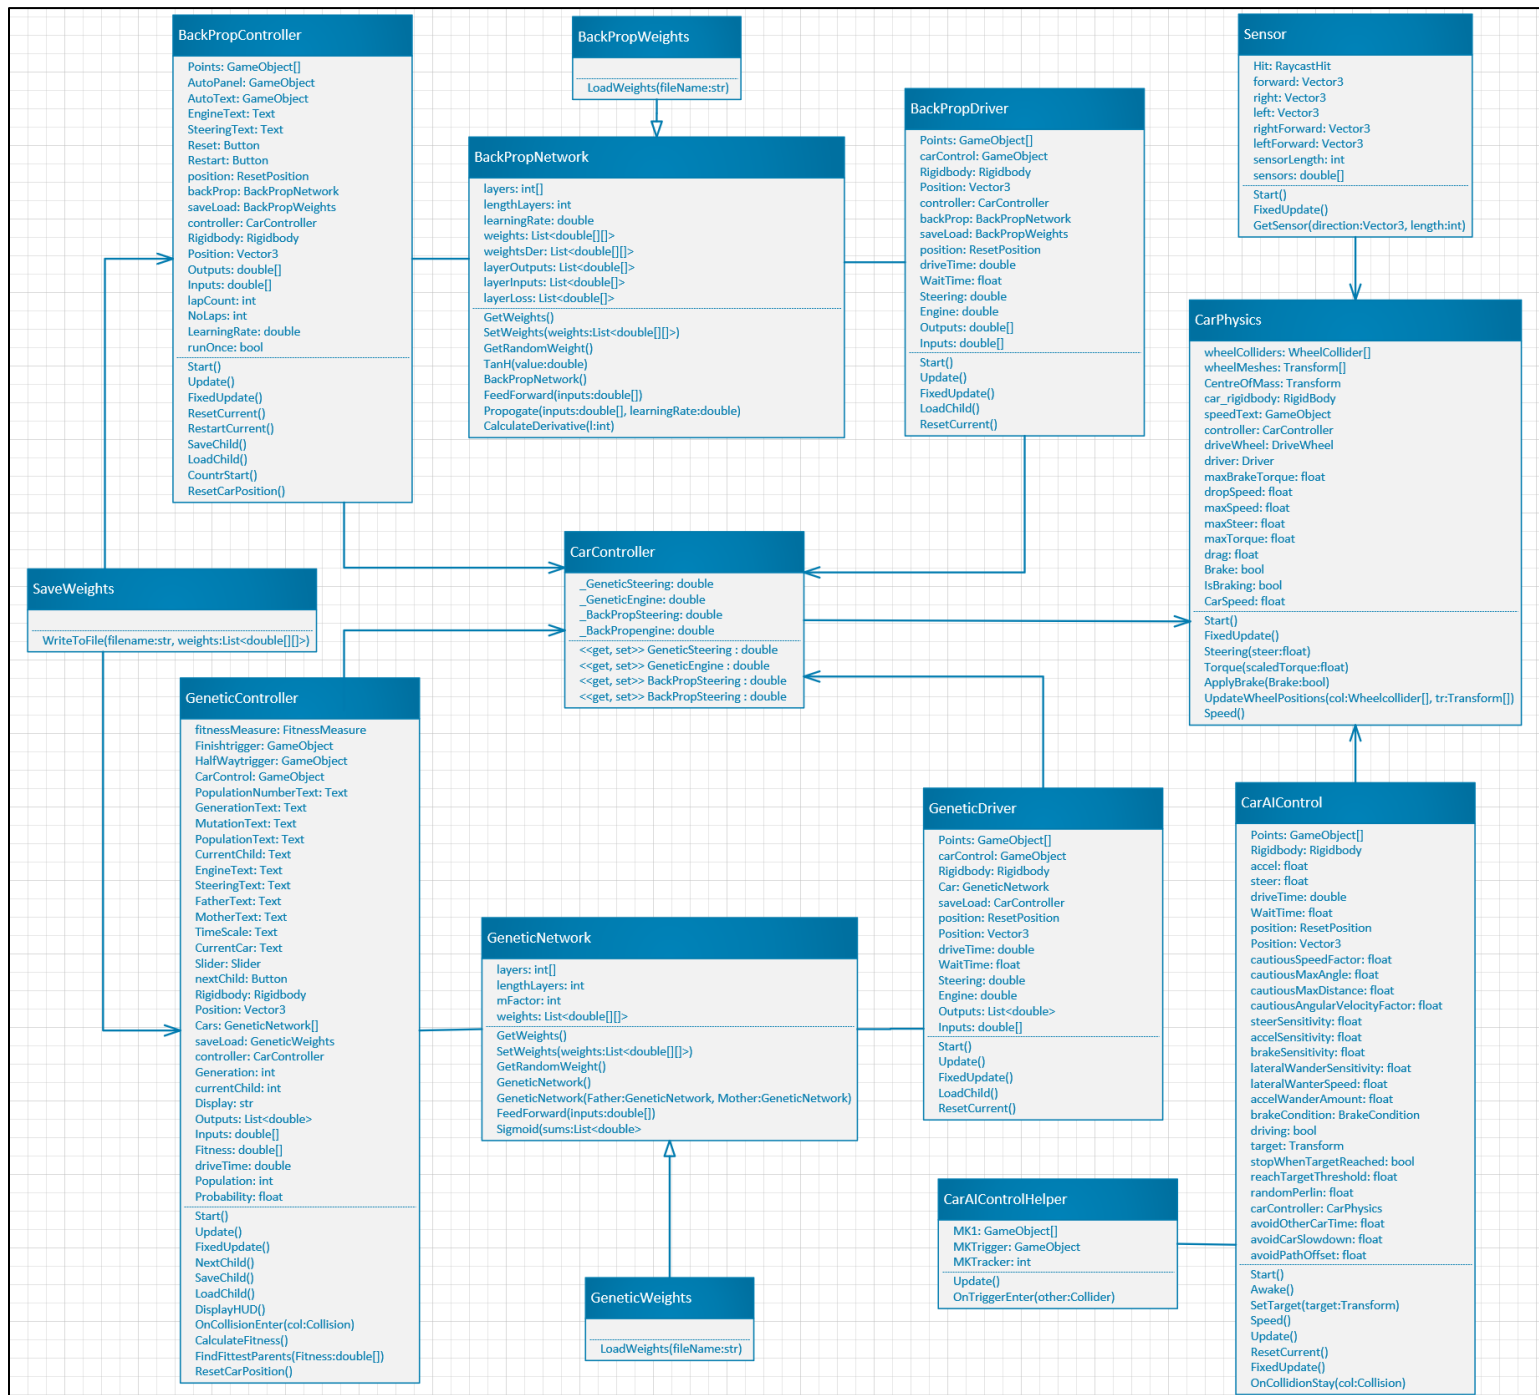 BackPropController
Points: GameObject[]
AutoPanel: GameObject
AutoText: GameObject
EngineText: Text
SteeringText: Text
Reset: Button
Restart: Button
position: ResetPosition
backProp: BackPropNetwork
saveLoad: BackPropWeights
controller: CarController
Rigidbody: Rigidbody
Position: Vector3
Outputs: double[]
Inputs: double[]
lapCount: int
NoLaps: int
LearningRate: double
runOnce: bool
Start()
Update()
FixedUpdate()
ResetCurrent()
RestartCurrent()
SaveChild()
LoadChild()
CountrStart()
ResetCarPosition()
BackPropWeights
LoadWeights(fileName:str)
BackPropNetwork
layers: int[]
lengthLayers: int
learningRate: double
weights: List<double[][]>
weightsDer: List<double[][]>
layerOutputs: List<double[]>
layerInputs: List<double[]>
layerLoss: List<double[]>
GetWeights()
SetWeights(weights:List<double[][]>)
GetRandomWeight()
TanH(value:double)
BackPropNetwork()
FeedForward(inputs:double[])
Propogate(inputs:double[], learningRate:double)
CalculateDerivative(l:int)
BackPropDriver
Points: GameObject[]
carControl: GameObject
Rigidbody: Rigidbody
Position: Vector3
controller: CarController
backProp: BackPropNetwork
saveLoad: BackPropWeights
position: ResetPosition
driveTime: double
WaitTime: float
Steering: double
Engine: double
Outputs: double[]
Inputs: double[]
Start()
Update()
FixedUpdate()
LoadChild()
ResetCurrent()
Sensor
Hit: RaycastHit
forward: Vector3
right: Vector3
left: Vector3
rightForward: Vector3
leftForward: Vector3
sensorLength: int
sensors: double[]
Start()
FixedUpdate()
GetSensor(direction:Vector3, length:int)
CarPhysics
wheelColliders: WheelCollider[]
wheelMeshes: Transform[]
CentreOfMass: Transform
car_rigidbody: RigidBody
speedText: GameObject
controller: CarController
driveWheel: DriveWheel
driver: Driver
maxBrakeTorque: float
dropSpeed: float
maxSpeed: float
maxSteer: float
maxTorque: float
drag: float
Brake: bool
IsBraking: bool
CarSpeed: float
Start()
FixedUpdate()
Steering(steer:float)
Torque(scaledTorque:float)
ApplyBrake(Brake:bool)
UpdateWheelPositions(col:Wheelcollider[], tr:Transform[])
Speed()
CarController
_GeneticSteering: double
_GeneticEngine: double
_BackPropSteering: double
_BackPropengine: double
<<get, set>> GeneticSteering : double
<<get, set>> GeneticEngine : double
<<get, set>> BackPropSteering : double
<<get, set>> BackPropSteering : double
SaveWeights
WriteToFile(filename:str, weights:List<double[][]>)
GeneticController
fitnessMeasure: FitnessMeasure
Finishtrigger: GameObject
HalfWaytrigger: GameObject
CarControl: GameObject
PopulationNumberText: Text
GenerationText: Text
MutationText: Text
PopulationText: Text
CurrentChild: Text
EngineText: Text
SteeringText: Text
FatherText: Text
MotherText: Text
TimeScale: Text
CurrentCar: Text
Slider: Slider
nextChild: Button
Rigidbody: Rigidbody
Position: Vector3
Cars: GeneticNetwork[]
saveLoad: GeneticWeights
controller: CarController
Generation: int
currentChild: int
Display: str
Outputs: List<double>
Inputs: double[]
Fitness: double[]
driveTime: double
Population: int
Probability: float
Start()
Update()
FixedUpdate()
NextChild()
SaveChild()
LoadChild()
DisplayHUD()
OnCollisionEnter(col:Collision)
CalculateFitness()
FindFittestParents(Fitness:double[])
ResetCarPosition()
GeneticNetwork
layers: int[]
lengthLayers: int
mFactor: int
weights: List<double[][]>
GetWeights()
SetWeights(weights:List<double[][]>)
GetRandomWeight()
GeneticNetwork()
GeneticNetwork(Father:GeneticNetwork, Mother:GeneticNetwork)
FeedForward(inputs:double[])
Sigmoid(sums:List<double>
GeneticWeights
LoadWeights(fileName:str)
GeneticDriver
Points: GameObject[]
carControl: GameObject
Rigidbody: Rigidbody
Car: GeneticNetwork
saveLoad: CarController
position: ResetPosition
Position: Vector3
driveTime: double
WaitTime: float
Steering: double
Engine: double
Outputs: List<double>
Inputs: double[]
Start()
Update()
FixedUpdate()
LoadChild()
ResetCurrent()
CarAIControlHelper
MK1: GameObject[]
MKTrigger: GameObject
MKTracker: int
Update()
OnTriggerEnter(other:Collider)
CarAIControl
Points: GameObject[]
Rigidbody: Rigidbody
accel: float
steer: float
driveTime: double
WaitTime: float
position: ResetPosition
Position: Vector3
cautiousSpeedFactor: float
cautiousMaxAngle: float
cautiousMaxDistance: float
cautiousAngularVelocityFactor: float
steerSensitivity: float
accelSensitivity: float
brakeSensitivity: float
lateralWanderSensitivity: float
lateralWanterSpeed: float
accelWanderAmount: float
brakeCondition: BrakeCondition
driving: bool
target: Transform
stopWhenTargetReached: bool
reachTargetThreshold: float
randomPerlin: float
carController: CarPhysics
avoidOtherCarTime: float
avoidCarSlowdown: float
avoidPathOffset: float
Start()
Awake()
SetTarget(target:Transform)
Speed()
Update()
ResetCurrent()
FixedUpdate()
OnCollidionStay(col:Collision)